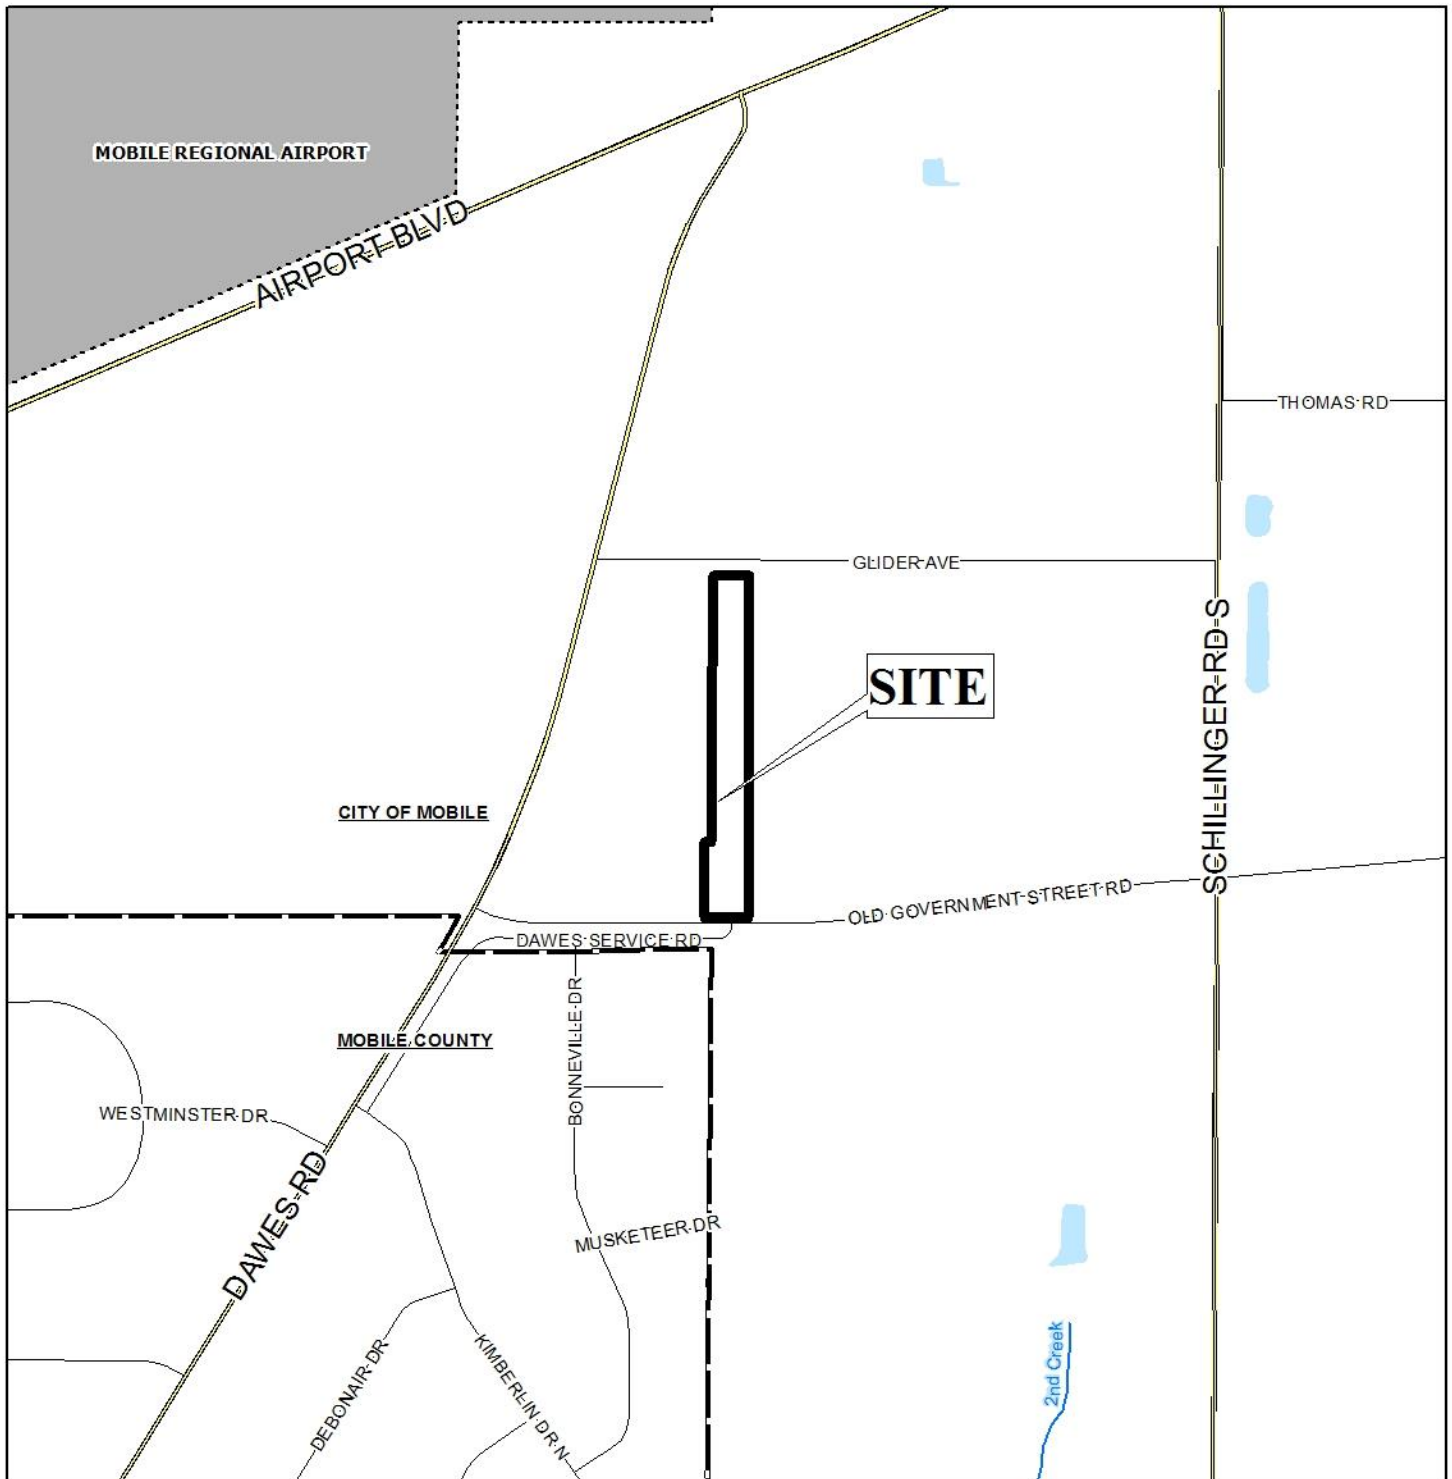 MOBILE REGIONAL AIRPORT
AIRPORT BLVD
THOMAS RD
GLIDER AVE
SCHILLINGER RD S
SITE
CITY OF MOBILE
OLD GOVERNMENT STREET RD
DAWES SERVICE RD
BONNEVILLE DR
MOBILE COUNTY
WESTMINSTER DR
DAWES RD
MUSKETEER DR
DEBONAIR DR
KIMBERLIN DR N
2nd Creek